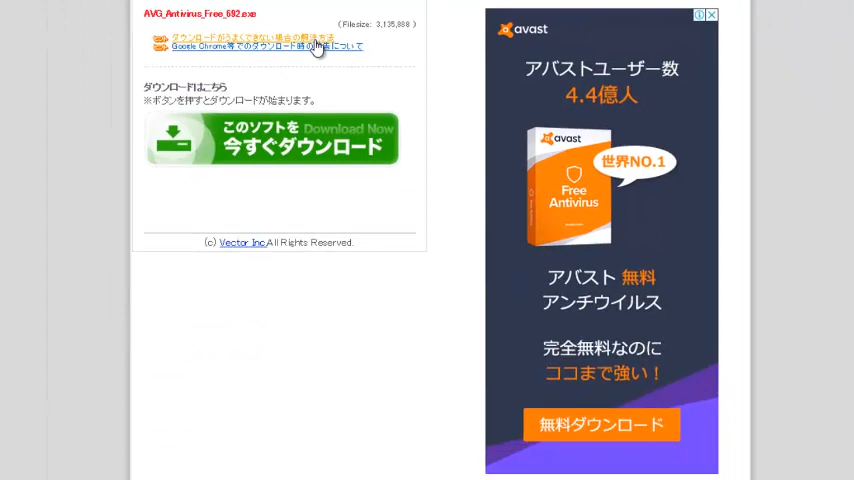 AVG_Antivirus_Free_692.exe
( Filesize: 3,135,888 )
ダウンロードがうまくできない場合の解決方法
Google Chrome等でのダウンロード時の
告について
ダウンロードはこちら
※ボタンを押すとダウンロードが始まります。
このソフトを Download Now
今すぐダウンロード
(c) Vector Inc.All Rights Reserved.
avast
アバストユーザー数
4.4億人
avast
世界NO.1
Free
Antivirus
アバスト 無料
アンチウイルス
完全無料なのに
ココまで強い！
無料ダウンロード